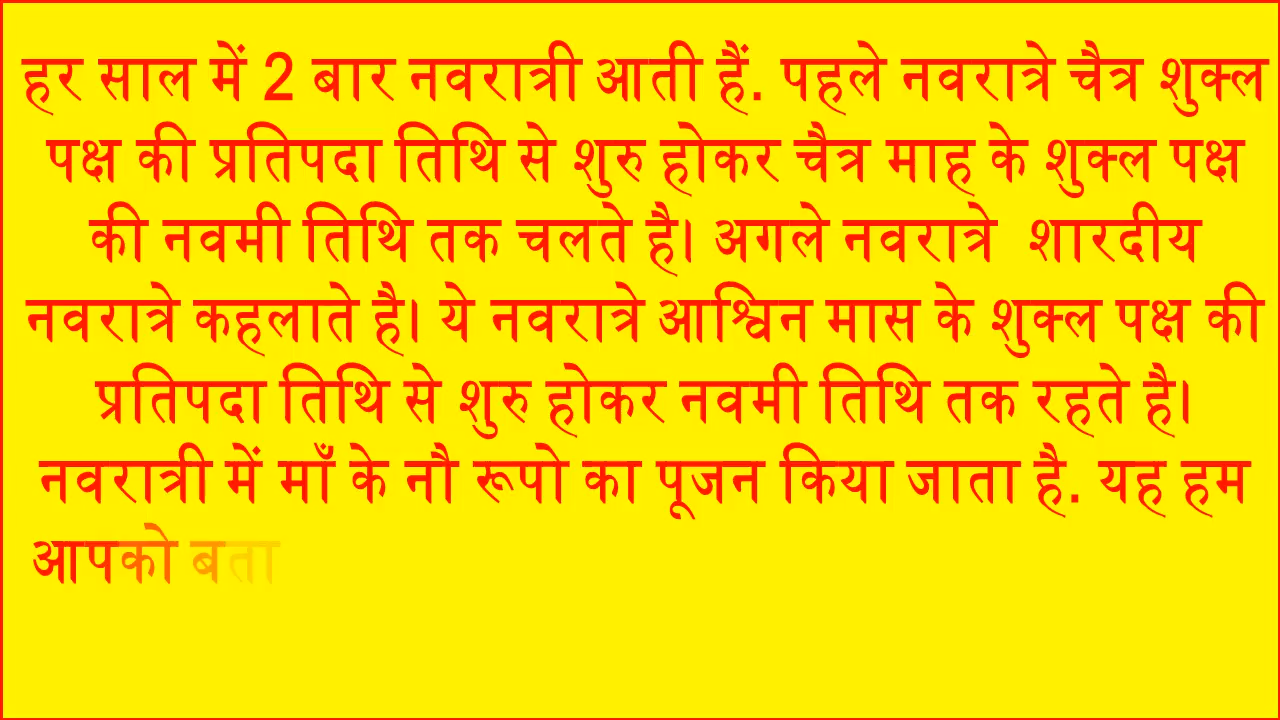 हर साल में 2 बार नवरात्री आती हैं. पहले नवरात्रे चैत्र शुक्ल
पक्ष की प्रतिपदा तिथि से शुरु होकर चैत्र माह के शुक्ल पक्ष
की नवमी तिथि तक चलते है। अगले नवरात्रे शारदीय
नवरात्रे कहलाते है। ये नवरात्रे आश्विन मास के शुक्ल पक्ष की
प्रतिपदा तिथि से शुरु होकर नवमी तिथि तक रहते है।
नवरात्री में माँ के नौ रूपो का पूजन किया जाता है. यह हम
आपको बता